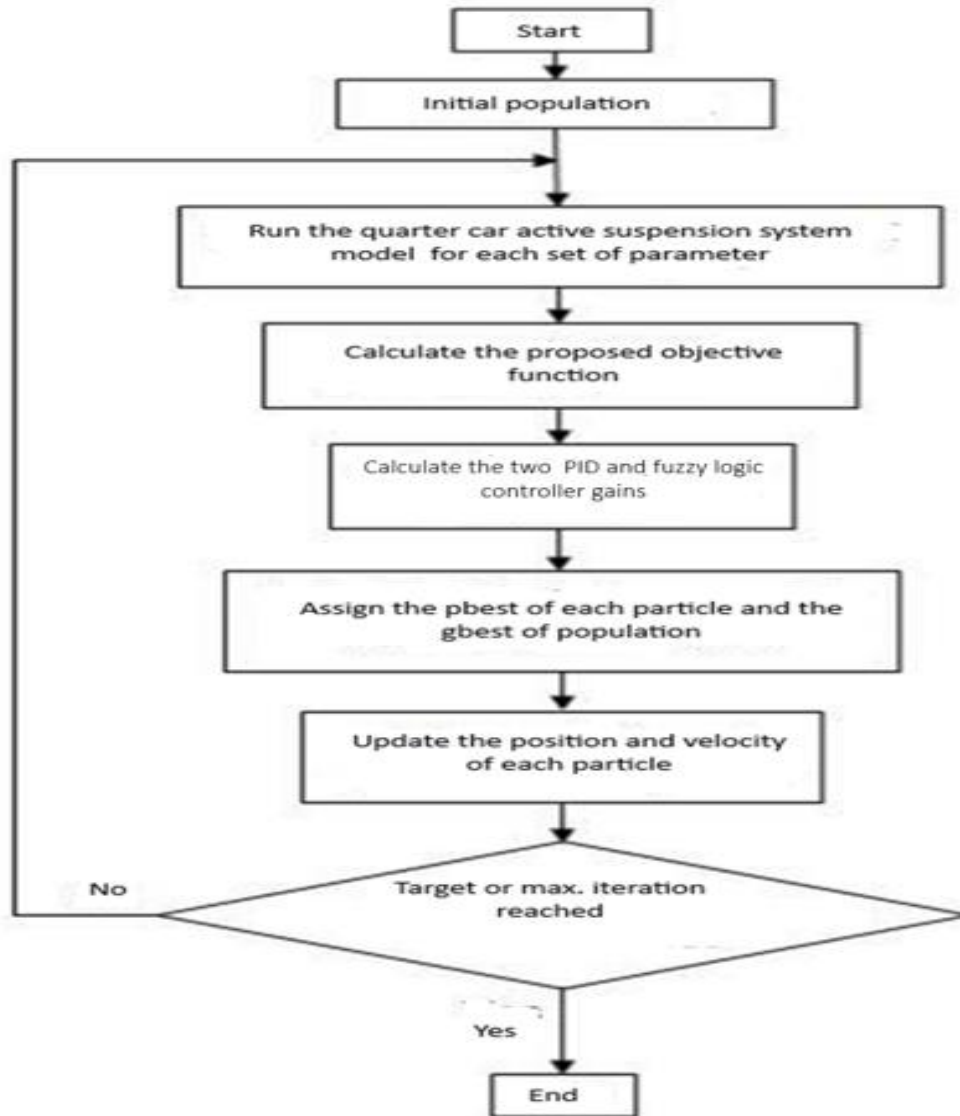 Start
Initial population
Run the quarter car active suspension system
model for each set of parameter
Calculate the proposed objective
function
Calculate the two PID and fuzzy logic
controller gains
Assign the pbest of each particle and the
gbest of population
Update the position and velocity
of each particle
Target or max. iteration
reached
No
Yes
End